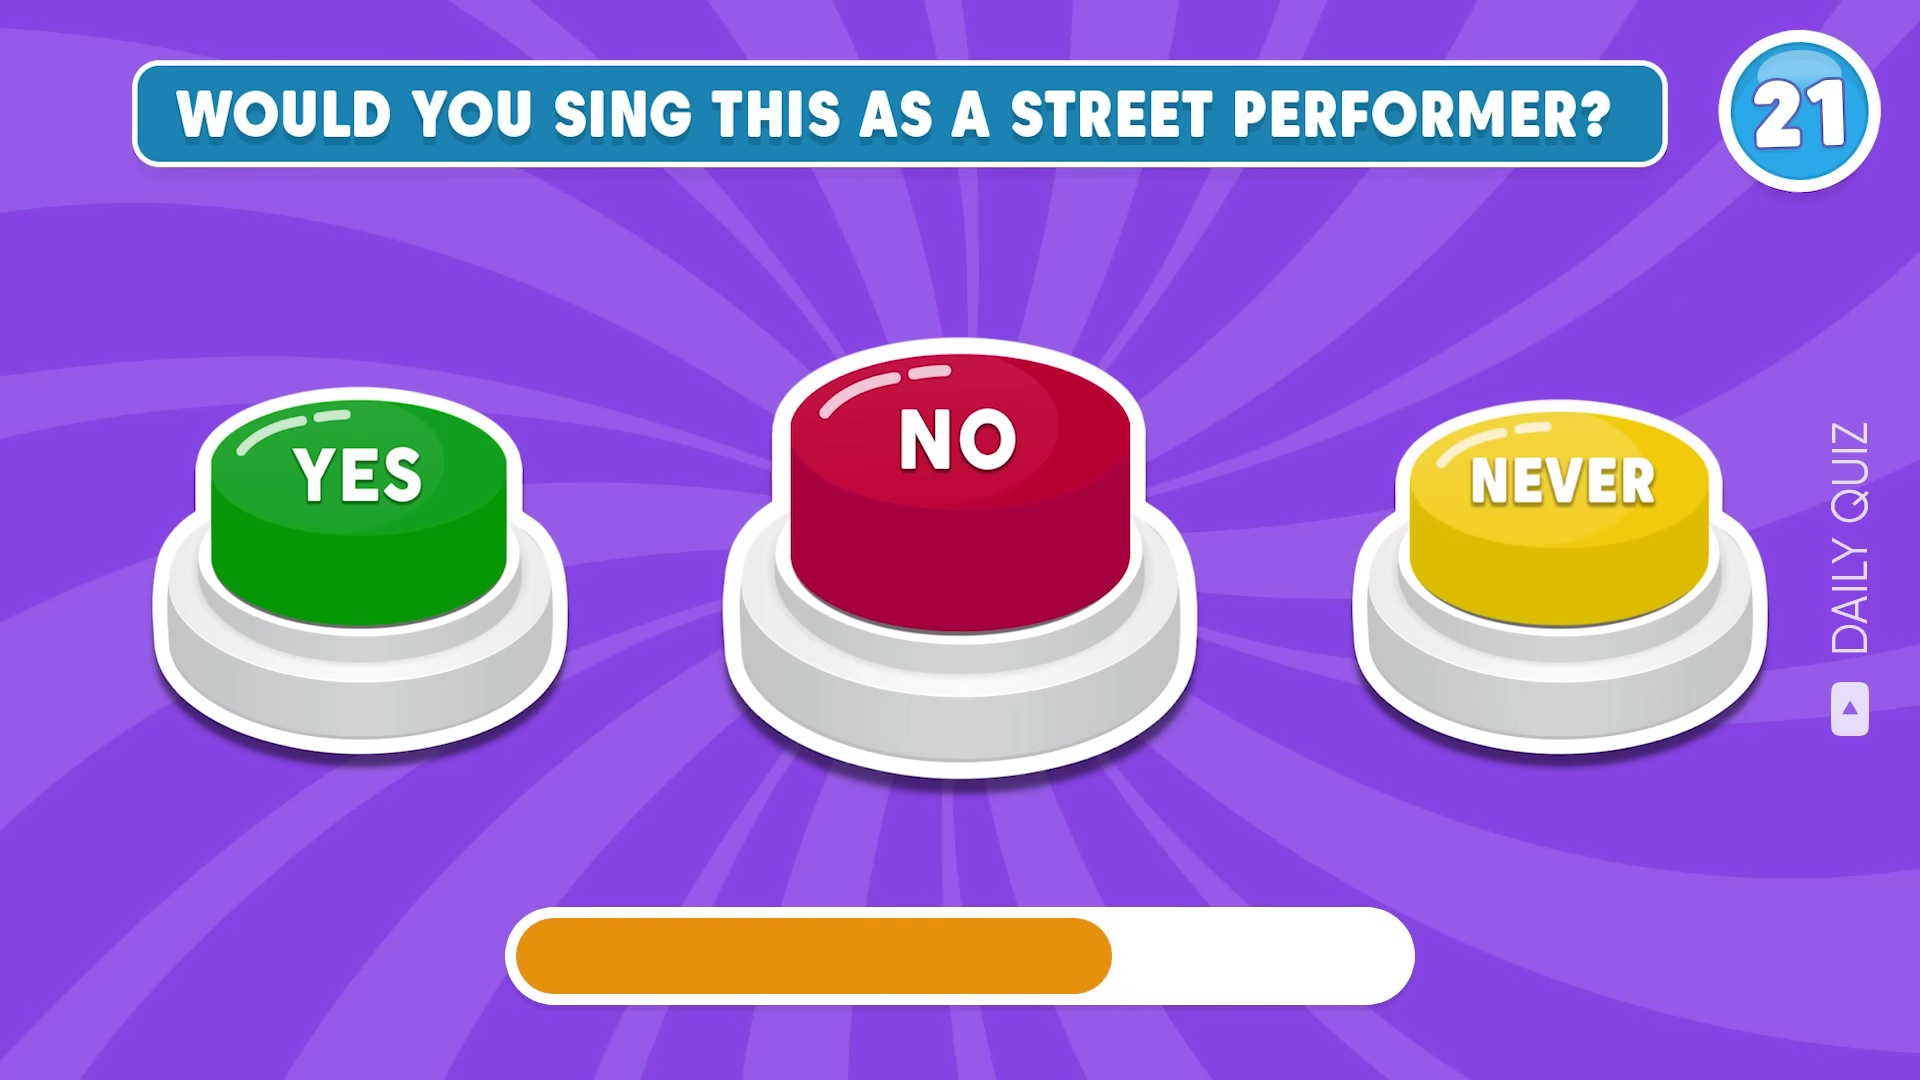 WOULD YOU SING THIS AS A STREET PERFORMER?
21
YES
NO
NEVER
DAILY QUIZ